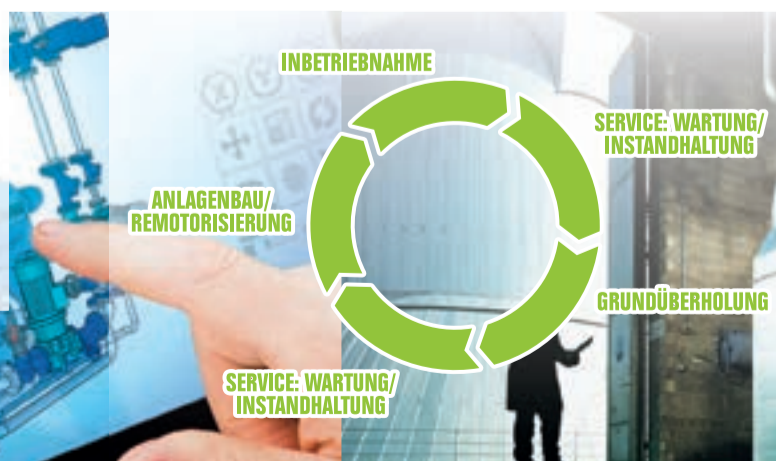 INBETRIEBNAHME
SERVICE: WARTUNG/
INSTANDHALTUNG
GRUNDÜBERHOLUNG
SERVICE: WARTUNG/
INSTANDHALTUNG
ANLAGENBAU/
REMOTORISIERUNG